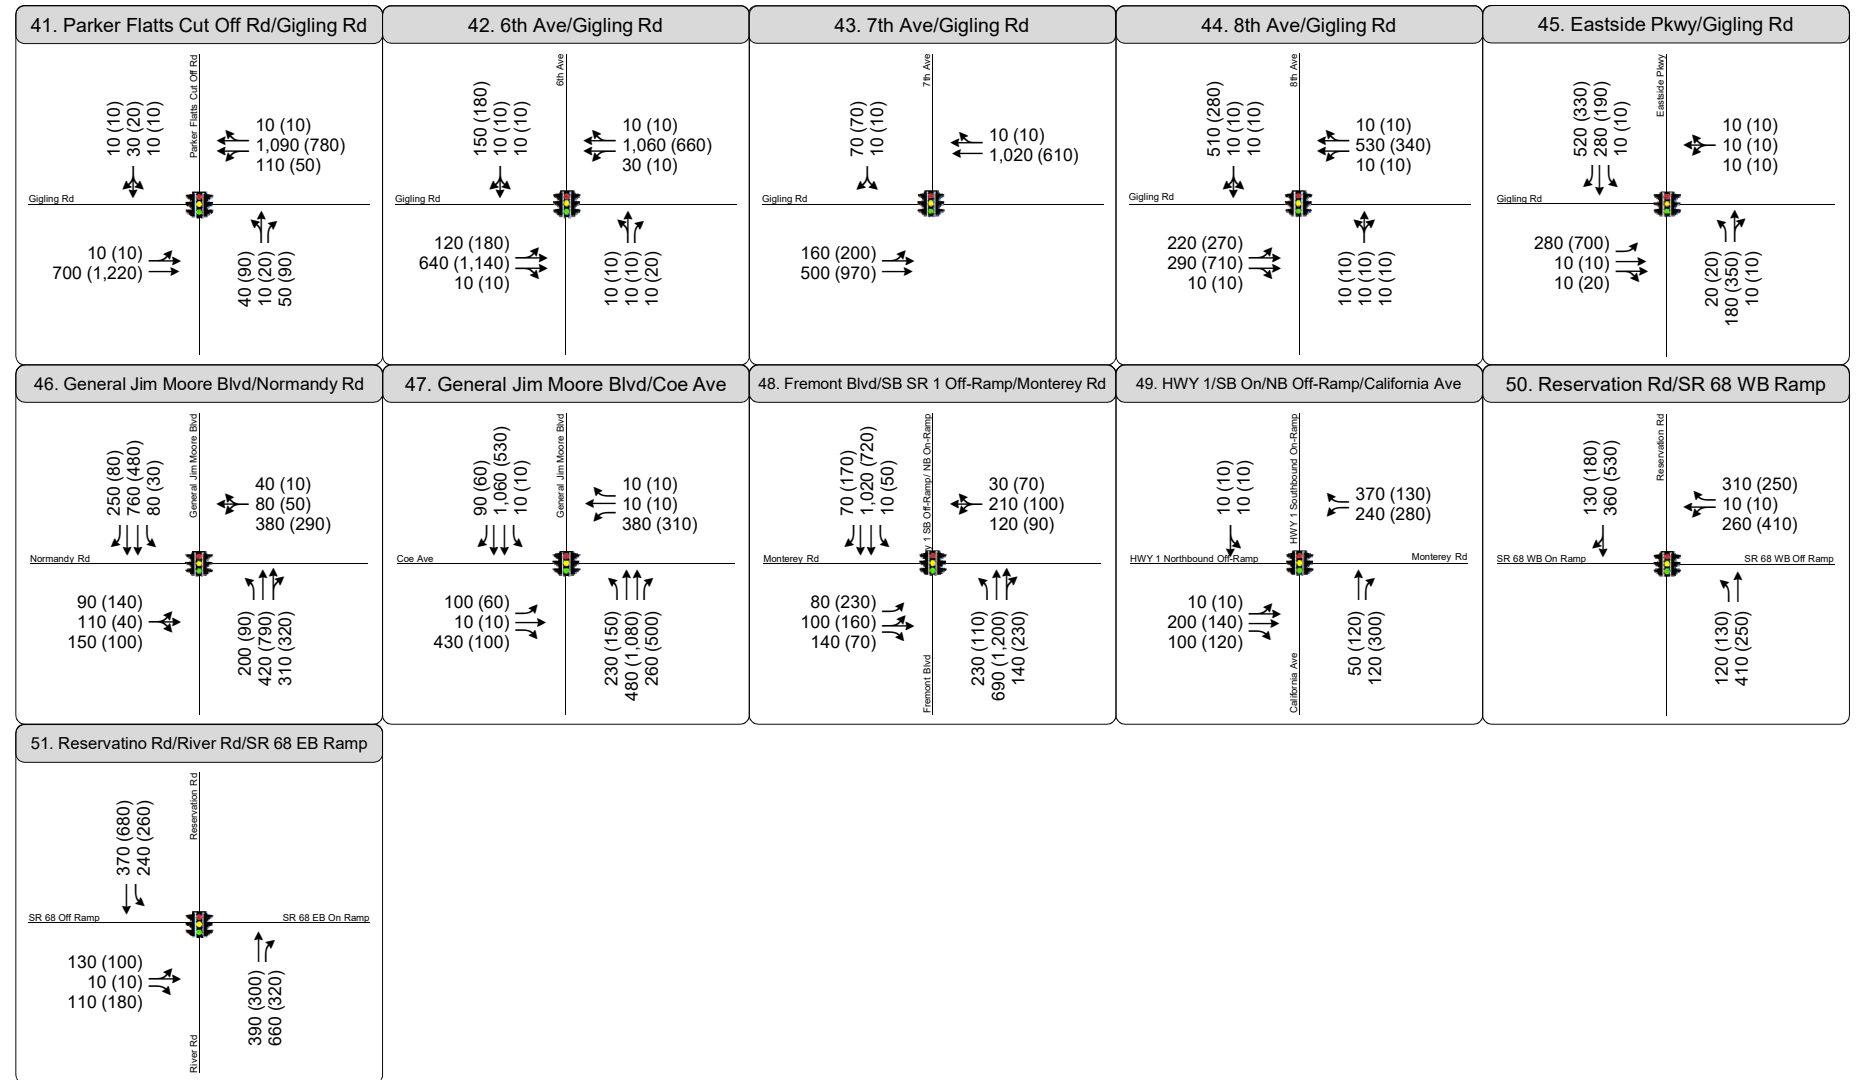 41. Parker Flatts Cut Off Rd/Gigling Rd
Parker Flatts Cut Off Rd
10 (10)
30 (20)
10 (10)
10 (10)
1,090 (780)
110 (50)
Gigling Rd
10 (10)
700 (1,220)
40 (90)
10 (20)
50 (90)
42. 6th Ave/Gigling Rd
6th Ave
150 (180)
10 (10)
10 (10)
10 (10)
1,060 (660)
30 (10)
Gigling Rd
120 (180)
640 (1,140)
10 (10)
10 (10)
10 (10)
10 (20)
43. 7th Ave/Gigling Rd
7th Ave
70 (70)
10 (10)
10 (10)
1,020 (610)
Gigling Rd
160 (200)
500 (970)
44. 8th Ave/Gigling Rd
8th Ave
510 (280)
10 (10)
10 (10)
10 (10)
530 (340)
10 (10)
Gigling Rd
220 (270)
290 (710)
10 (10)
10 (10)
10 (10)
10 (10)
45. Eastside Pkwy/Gigling Rd
Eastside Pkwy
520 (330)
280 (190)
10 (10)
10 (10)
10 (10)
10 (10)
Gigling Rd
280 (700)
10 (10)
10 (20)
20 (20)
180 (350)
10 (10)
46. General Jim Moore Blvd/Normandy Rd
General Jim Moore Blvd
250 (80)
760 (480)
80 (30)
40 (10)
80 (50)
380 (290)
Normandy Rd
90 (140)
110 (40)
150 (100)
200 (90)
420 (790)
310 (320)
47. General Jim Moore Blvd/Coe Ave
General Jim Moore Blvd
90 (60)
1,060 (530)
10 (10)
10 (10)
10 (10)
380 (310)
Coe Ave
100 (60)
10 (10)
430 (100)
230 (150)
480 (1,080)
260 (500)
48. Fremont Blvd/SB SR 1 Off-Ramp/Monterey Rd
y 1 SB Off-Ramp/ NB On-Ramp
70 (170)
1,020 (720)
10 (50)
30 (70)
210 (100)
120 (90)
Monterey Rd
80 (230)
100 (160)
140 (70)
Fremont Blvd
230 (110)
690 (1,200)
140 (230)
49. HWY 1/SB On/NB Off-Ramp/California Ave
HWY 1 Southbound On-Ramp
10 (10)
10 (10)
370 (130)
240 (280)
HWY 1 Northbound Off-Ramp
Monterey Rd
10 (10)
200 (140)
100 (120)
California Ave
50 (120)
120 (300)
50. Reservation Rd/SR 68 WB Ramp
Reservation Rd
130 (180)
360 (530)
310 (250)
10 (10)
260 (410)
SR 68 WB On Ramp
SR 68 WB Off Ramp
120 (130)
410 (250)
51. Reservatino Rd/River Rd/SR 68 EB Ramp
Reservation Rd
370 (680)
240 (260)
SR 68 Off Ramp
SR 68 EB On Ramp
130 (100)
10 (10)
110 (180)
River Rd
390 (300)
660 (320)